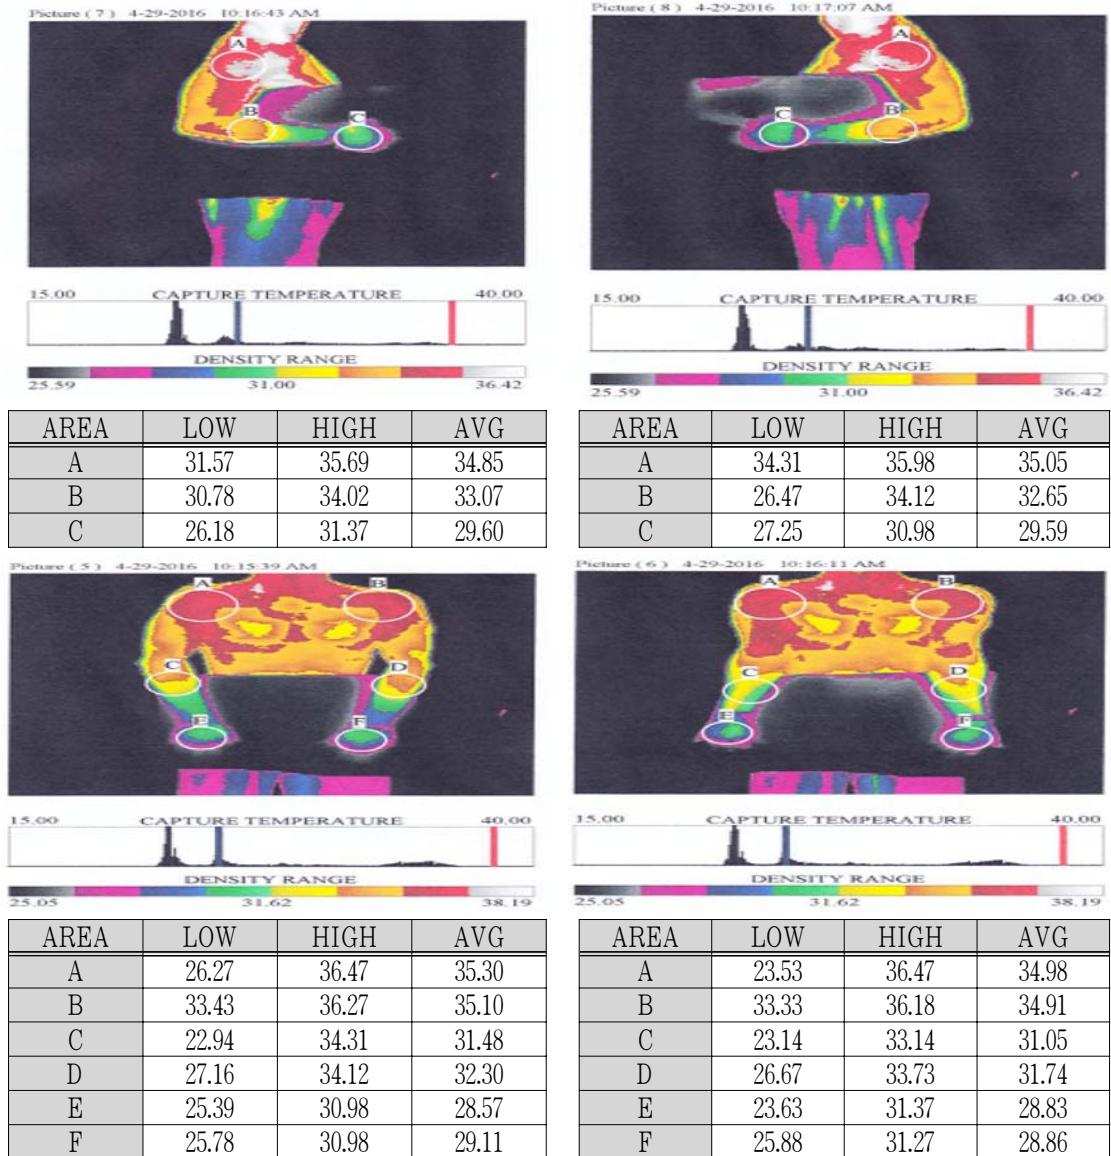 Picture ( 7 ) 4-29-2016 10:16:43 AM
A
B
C
15.00 CAPTURE TEMPERATURE 40.00
DENSITY RANGE
25.59 31.00 36.42
AREA LOW HIGH AVG
A 31.57 35.69 34.85
B 30.78 34.02 33.07
C 26.18 31.37 29.60
Picture ( 8 ) 4-29-2016 10:17:07 AM
A
B
C
15.00 CAPTURE TEMPERATURE 40.00
DENSITY RANGE
25.59 31.00 36.42
AREA LOW HIGH AVG
A 34.31 35.98 35.05
B 26.47 34.12 32.65
C 27.25 30.98 29.59
Picture ( 5 ) 4-29-2016 10:15:39 AM
A B
C D
E F
15.00 CAPTURE TEMPERATURE 40.00
DENSITY RANGE
25.05 31.62 38.19
AREA LOW HIGH AVG
A 26.27 36.47 35.30
B 33.43 36.27 35.10
C 22.94 34.31 31.48
D 27.16 34.12 32.30
E 25.39 30.98 28.57
F 25.78 30.98 29.11
Picture ( 6 ) 4-29-2016 10:16:11 AM
A B
C D
E F
15.00 CAPTURE TEMPERATURE 40.00
DENSITY RANGE
25.05 31.62 38.19
AREA LOW HIGH AVG
A 23.53 36.47 34.98
B 33.33 36.18 34.91
C 23.14 33.14 31.05
D 26.67 33.73 31.74
E 23.63 31.37 28.83
F 25.88 31.27 28.86